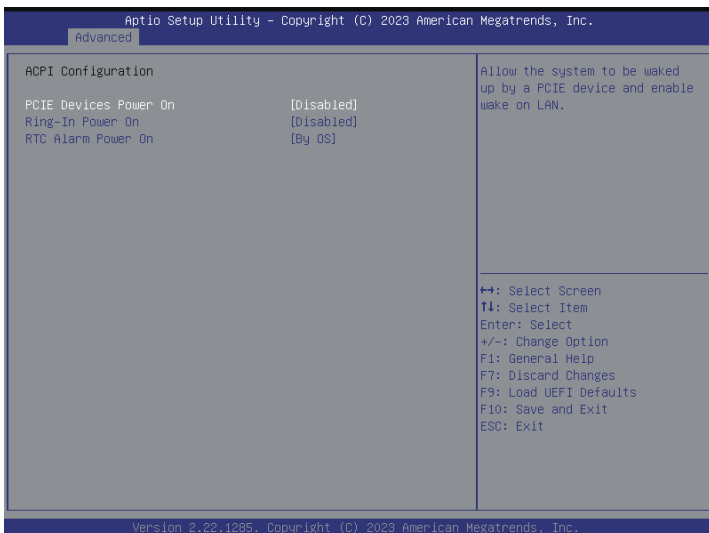 Aptio Setup Utility – Copyright (C) 2023 American Megatrends, Inc.
Advanced
ACPI Configuration
PCIE Devices Power On [Disabled]
Ring-In Power On [Disabled]
RTC Alarm Power On [By OS]
Allow the system to be waked
up by a PCIE device and enable
wake on LAN.
↔: Select Screen
↑↓: Select Item
Enter: Select
+/-: Change Option
F1: General Help
F7: Discard Changes
F9: Load UEFI Defaults
F10: Save and Exit
ESC: Exit
Version 2.22.1285. Copyright (C) 2023 American Megatrends, Inc.